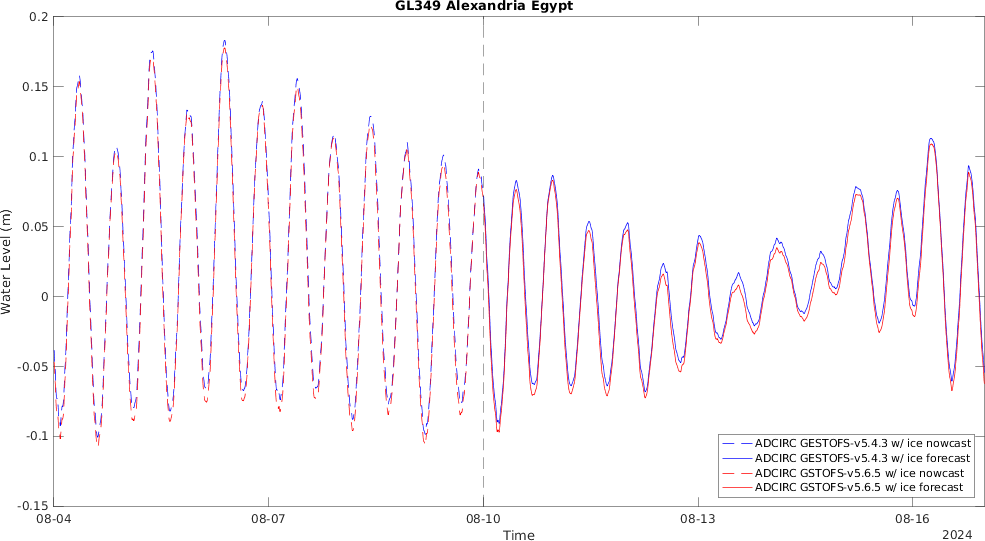 GL349 Alexandria Egypt
0.2
0.15
0.1
0.05
0
-0.05
-0.1
-0.15
Water Level (m)
08-04
08-07
08-10
08-13
08-16
Time
2024
ADCIRC GESTOFS-v5.4.3 w/ ice nowcast
ADCIRC GESTOFS-v5.4.3 w/ ice forecast
ADCIRC GSTOFS-v5.6.5 w/ ice nowcast
ADCIRC GSTOFS-v5.6.5 w/ ice forecast